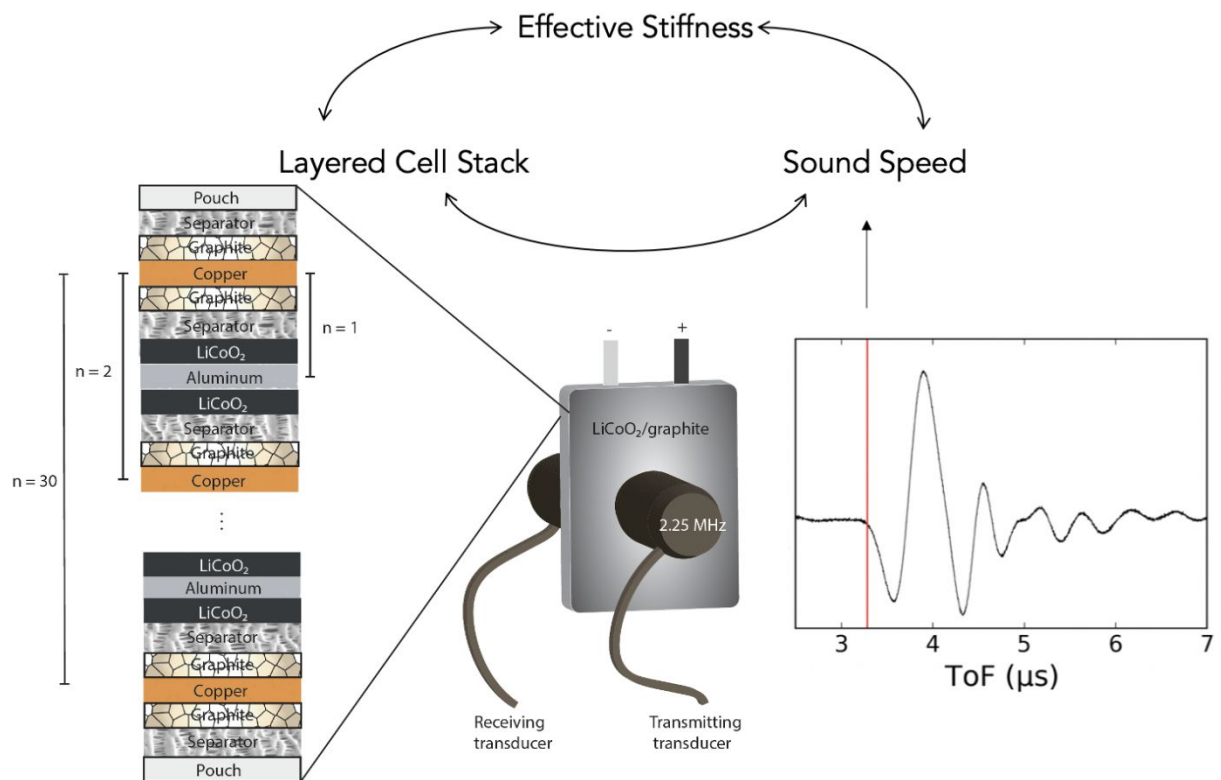 Effective Stiffness
Layered Cell Stack
Sound Speed
Pouch
Separator
Graphite
Copper
Graphite
Separator
LiCoO₂
Aluminum
LiCoO₂
Separator
Graphite
Copper
⋮
LiCoO₂
Aluminum
LiCoO₂
Separator
Graphite
Copper
Graphite
Separator
Pouch
n = 1
n = 2
n = 30
- +
LiCoO₂/graphite
2.25 MHz
Receiving
transducer
Transmitting
transducer
3 4 5 6 7
ToF (μs)